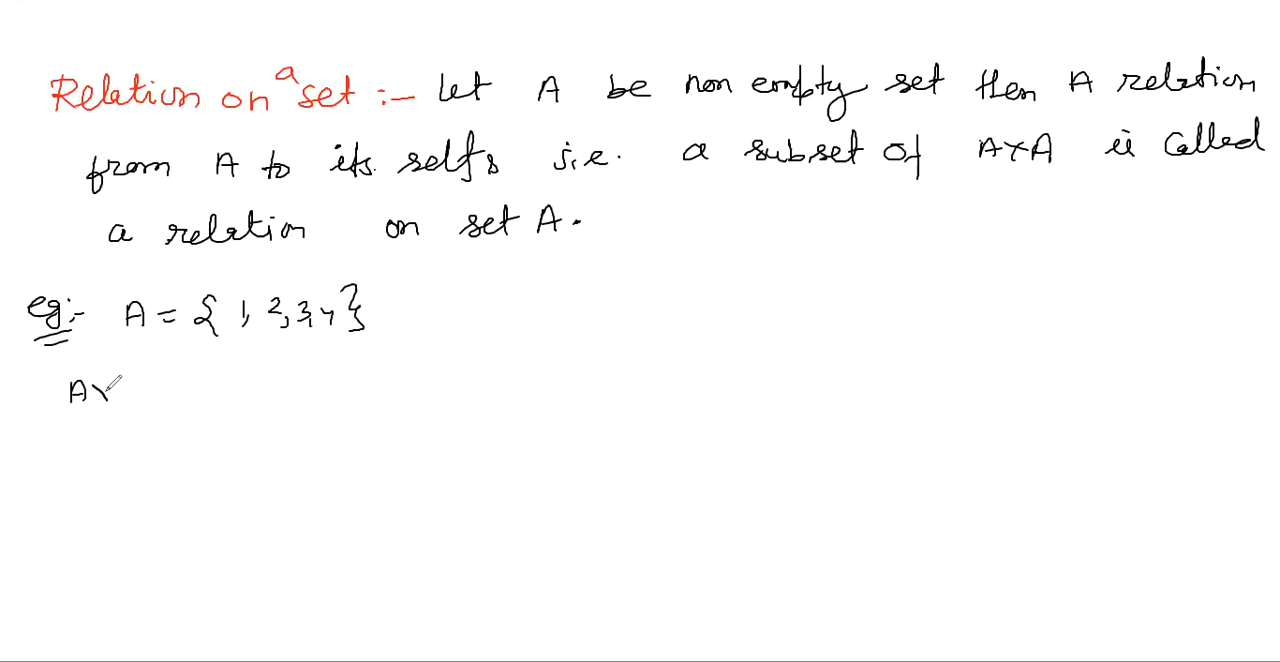 Relation on a set :- Let A be non empty set then A relation
from A to its selfs i.e. a subset of A×A is called
a relation on set A.
eg:- A = { 1, 2, 3, 4 }
A×